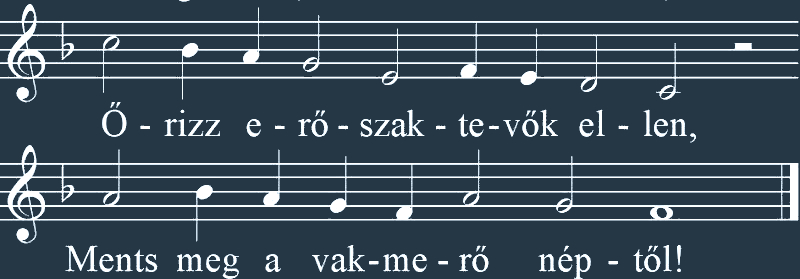 Ő - rizz e - rő - szak - te-vők el - len,
Ments meg a vak-me - rő nép - től!